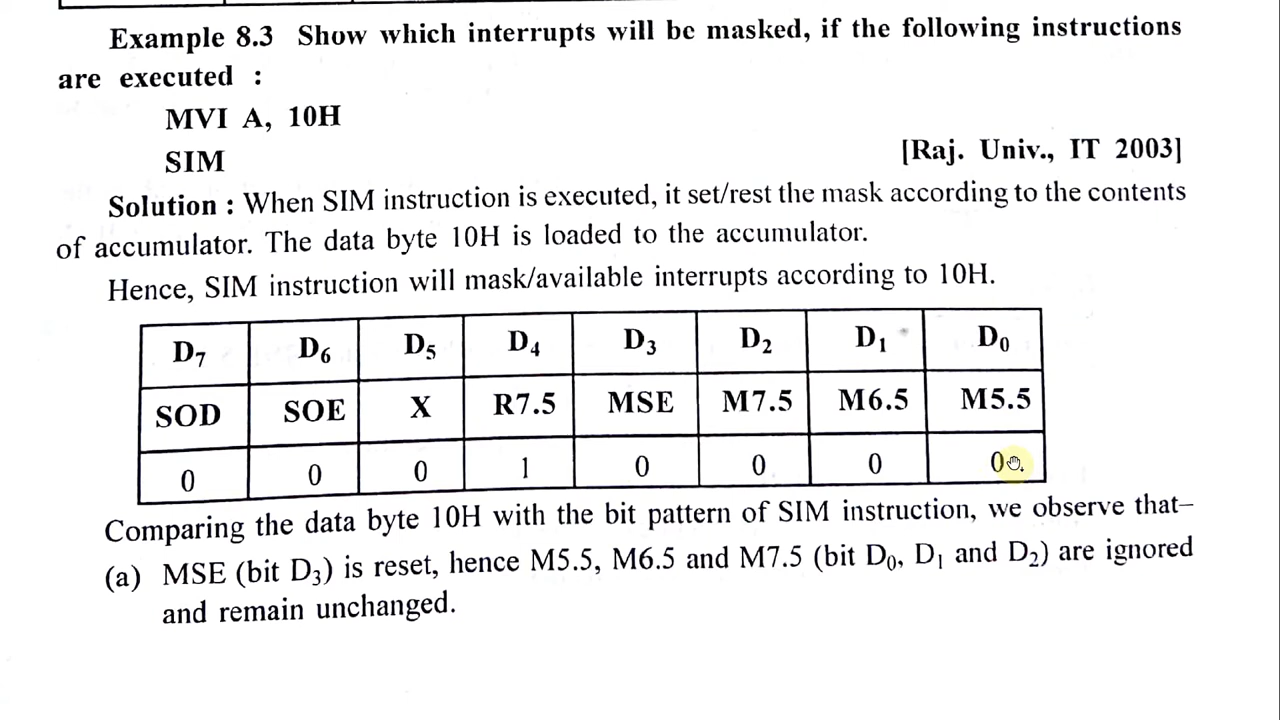 Example 8.3 Show which interrupts will be masked, if the following instructions
are executed :
MVI A, 10H
SIM
[Raj. Univ., IT 2003]
Solution : When SIM instruction is executed, it set/rest the mask according to the contents
of accumulator. The data byte 10H is loaded to the accumulator.
Hence, SIM instruction will mask/available interrupts according to 10H.
D₇ D₆ D₅ D₄ D₃ D₂ D₁ D₀
SOD SOE X R7.5 MSE M7.5 M6.5 M5.5
0 0 0 1 0 0 0 0
Comparing the data byte 10H with the bit pattern of SIM instruction, we observe that–
(a) MSE (bit D₃) is reset, hence M5.5, M6.5 and M7.5 (bit D₀, D₁ and D₂) are ignored
and remain unchanged.